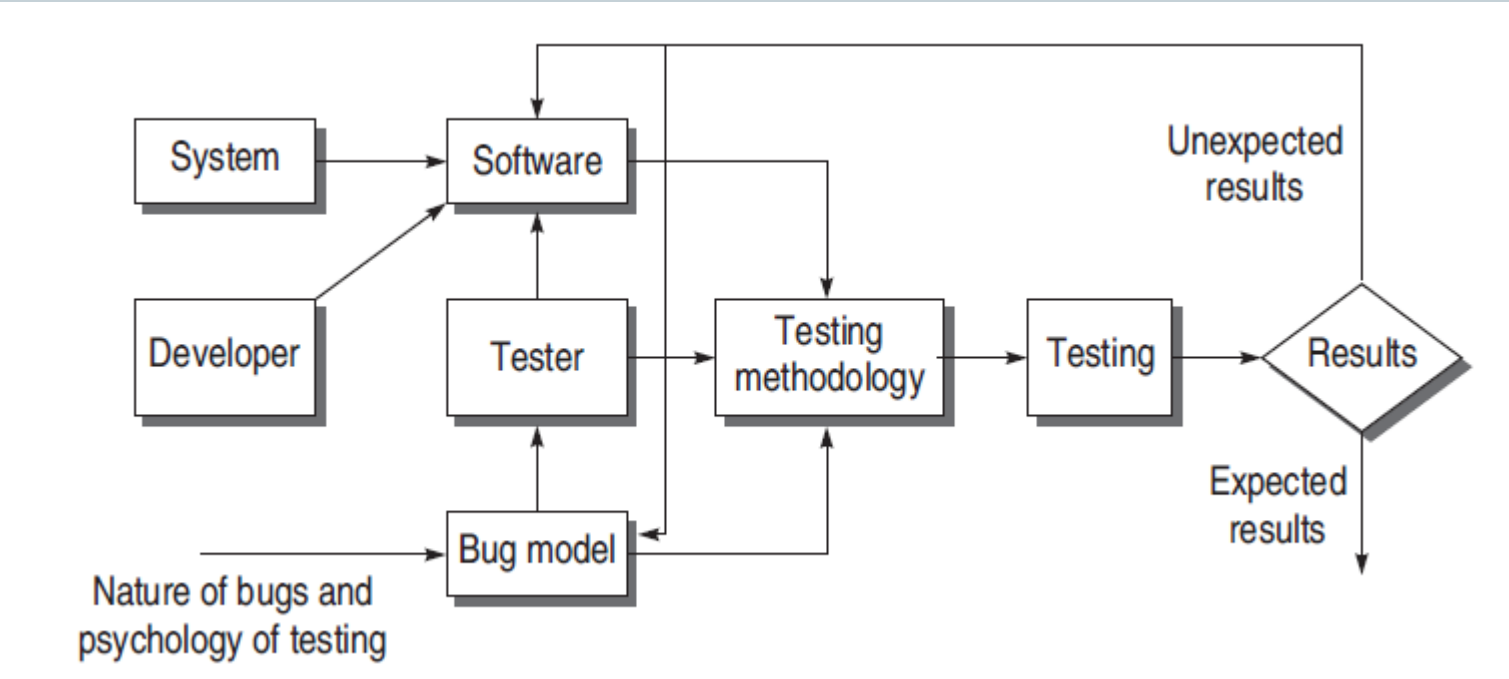 System
Software
Unexpected
results
Developer
Tester
Testing
methodology
Testing
Results
Expected
results
Bug model
Nature of bugs and
psychology of testing